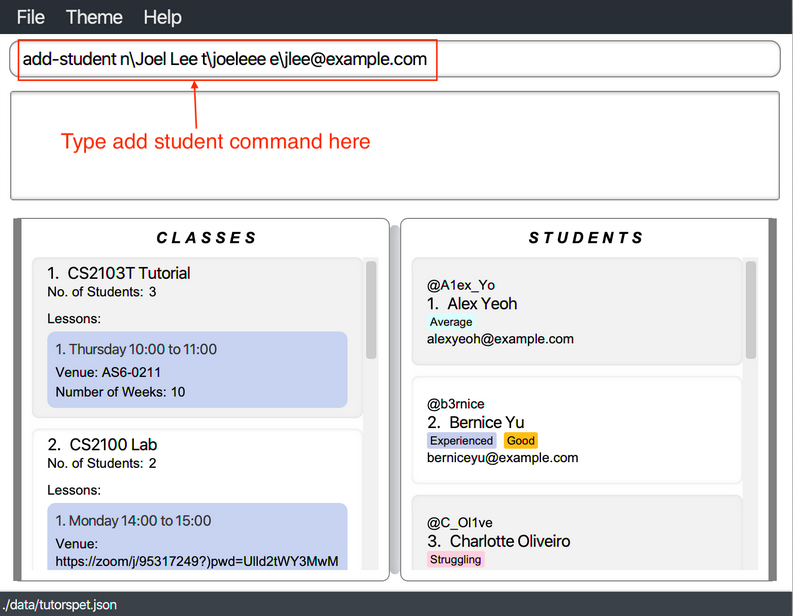 File Theme Help
add-student n\Joel Lee t\joeleee e\jlee@example.com
Type add student command here
CLASSES
1. CS2103T Tutorial
No. of Students: 3
Lessons:
1. Thursday 10:00 to 11:00
Venue: AS6-0211
Number of Weeks: 10
2. CS2100 Lab
No. of Students: 2
Lessons:
1. Monday 14:00 to 15:00
Venue:
https://zoom/j/95317249?)pwd=Ulld2tWY3MwM
STUDENTS
@A1ex_Yo
1. Alex Yeoh
Average
alexyeoh@example.com
@b3rnice
2. Bernice Yu
Experienced Good
berniceyu@example.com
@C_Ol1ve
3. Charlotte Oliveiro
Struggling
./data/tutorspet.json